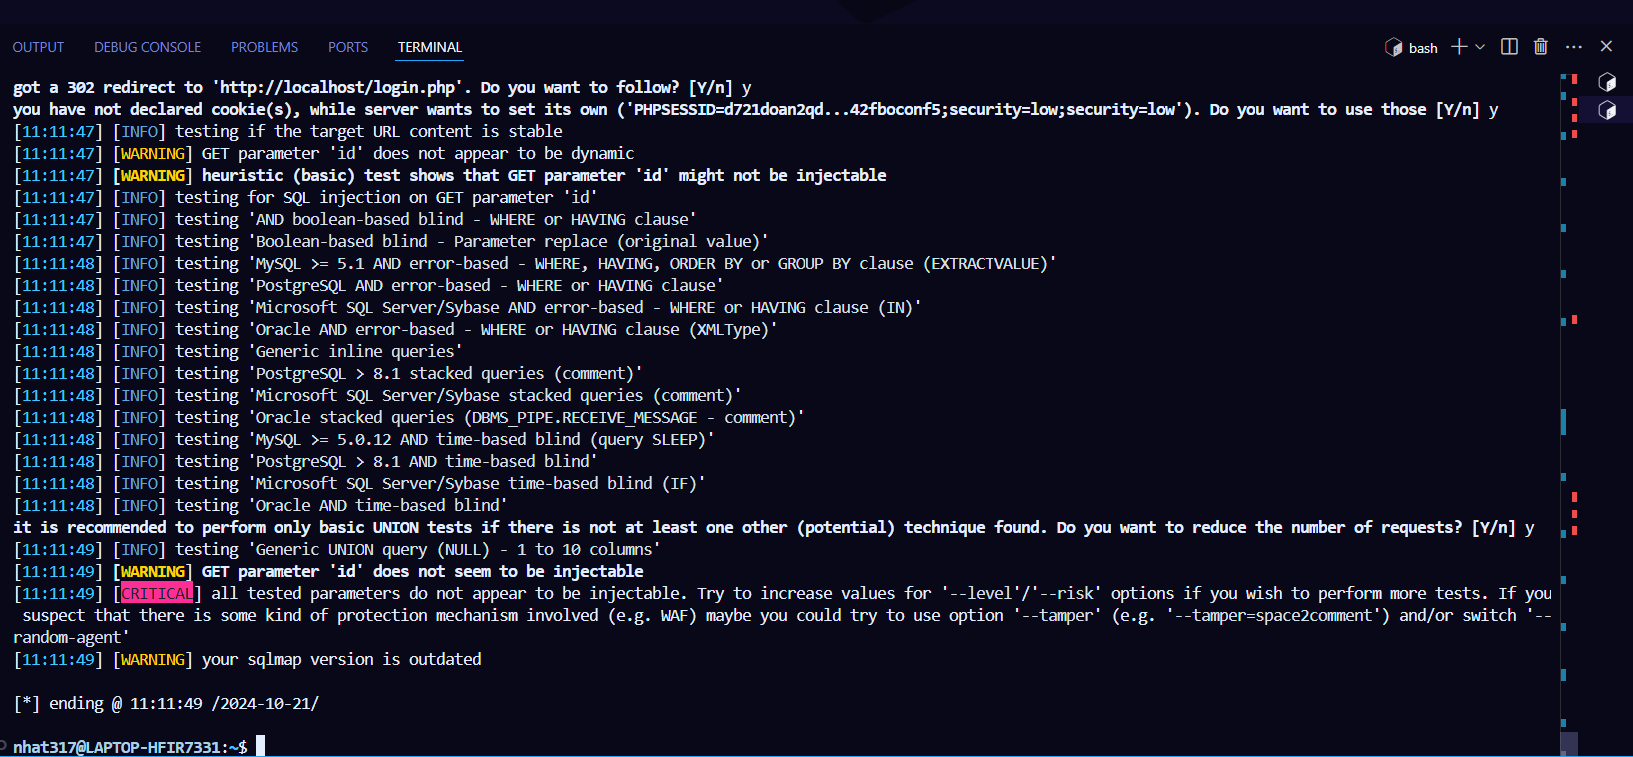 OUTPUT DEBUG CONSOLE PROBLEMS PORTS TERMINAL bash
got a 302 redirect to 'http://localhost/login.php'. Do you want to follow? [Y/n] y
you have not declared cookie(s), while server wants to set its own ('PHPSESSID=d721doan2qd...42fboconf5;security=low;security=low'). Do you want to use those [Y/n] y
[11:11:47] [INFO] testing if the target URL content is stable
[11:11:47] [WARNING] GET parameter 'id' does not appear to be dynamic
[11:11:47] [WARNING] heuristic (basic) test shows that GET parameter 'id' might not be injectable
[11:11:47] [INFO] testing for SQL injection on GET parameter 'id'
[11:11:47] [INFO] testing 'AND boolean-based blind - WHERE or HAVING clause'
[11:11:47] [INFO] testing 'Boolean-based blind - Parameter replace (original value)'
[11:11:48] [INFO] testing 'MySQL >= 5.1 AND error-based - WHERE, HAVING, ORDER BY or GROUP BY clause (EXTRACTVALUE)'
[11:11:48] [INFO] testing 'PostgreSQL AND error-based - WHERE or HAVING clause'
[11:11:48] [INFO] testing 'Microsoft SQL Server/Sybase AND error-based - WHERE or HAVING clause (IN)'
[11:11:48] [INFO] testing 'Oracle AND error-based - WHERE or HAVING clause (XMLType)'
[11:11:48] [INFO] testing 'Generic inline queries'
[11:11:48] [INFO] testing 'PostgreSQL > 8.1 stacked queries (comment)'
[11:11:48] [INFO] testing 'Microsoft SQL Server/Sybase stacked queries (comment)'
[11:11:48] [INFO] testing 'Oracle stacked queries (DBMS_PIPE.RECEIVE_MESSAGE - comment)'
[11:11:48] [INFO] testing 'MySQL >= 5.0.12 AND time-based blind (query SLEEP)'
[11:11:48] [INFO] testing 'PostgreSQL > 8.1 AND time-based blind'
[11:11:48] [INFO] testing 'Microsoft SQL Server/Sybase time-based blind (IF)'
[11:11:48] [INFO] testing 'Oracle AND time-based blind'
it is recommended to perform only basic UNION tests if there is not at least one other (potential) technique found. Do you want to reduce the number of requests? [Y/n] y
[11:11:49] [INFO] testing 'Generic UNION query (NULL) - 1 to 10 columns'
[11:11:49] [WARNING] GET parameter 'id' does not seem to be injectable
[11:11:49] [CRITICAL] all tested parameters do not appear to be injectable. Try to increase values for '--level'/'--risk' options if you wish to perform more tests. If you
suspect that there is some kind of protection mechanism involved (e.g. WAF) maybe you could try to use option '--tamper' (e.g. '--tamper=space2comment') and/or switch '--
random-agent'
[11:11:49] [WARNING] your sqlmap version is outdated
[*] ending @ 11:11:49 /2024-10-21/
nhat317@LAPTOP-HFIR7331:~$